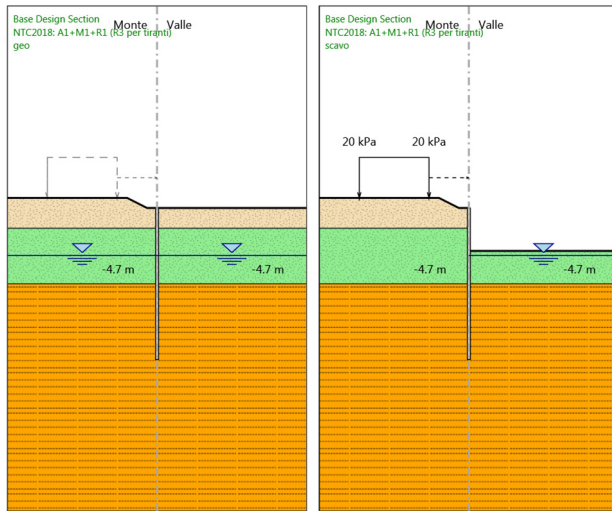 Base Design Section
NTC2018: A1+M1+R1 (R3 per tiranti)
geo
Monte
Valle
-4.7 m
-4.7 m
Base Design Section
NTC2018: A1+M1+R1 (R3 per tiranti)
scavo
Monte
Valle
20 kPa
20 kPa
-4.7 m
-4.7 m